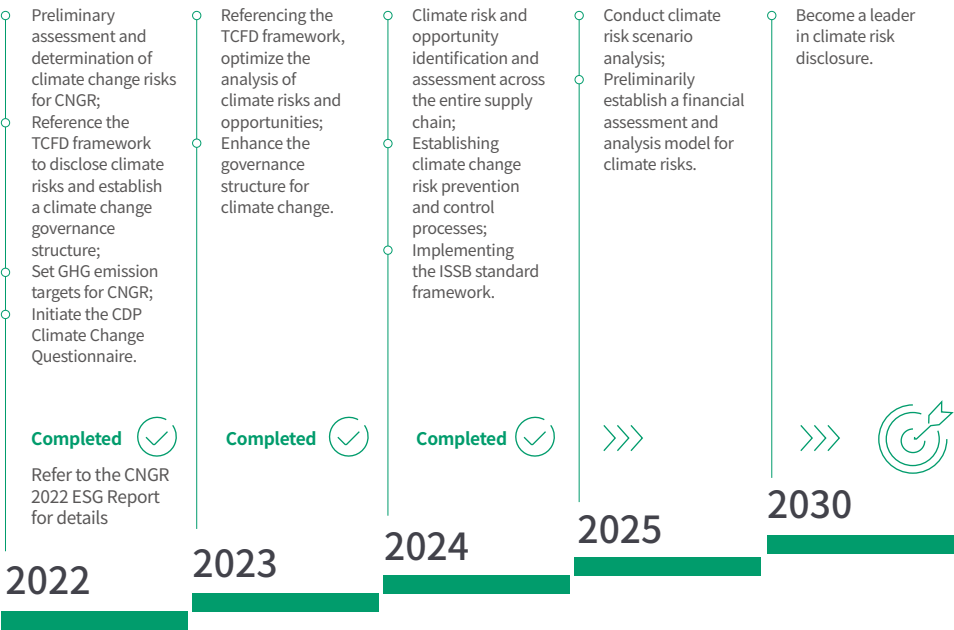 Preliminary
assessment and
determination of
climate change risks
for CNGR;
Reference the
TCFD framework
to disclose climate
risks and establish
a climate change
governance
structure;
Set GHG emission
targets for CNGR;
Initiate the CDP
Climate Change
Questionnaire.
Completed
Refer to the CNGR
2022 ESG Report
for details
2022
Referencing the
TCFD framework,
optimize the
analysis of
climate risks and
opportunities;
Enhance the
governance
structure for
climate change.
Completed
2023
Climate risk and
opportunity
identification and
assessment across
the entire supply
chain;
Establishing
climate change
risk prevention
and control
processes;
Implementing
the ISSB standard
framework.
Completed
2024
Conduct climate
risk scenario
analysis;
Preliminarily
establish a financial
assessment and
analysis model for
climate risks.
2025
Become a leader
in climate risk
disclosure.
2030